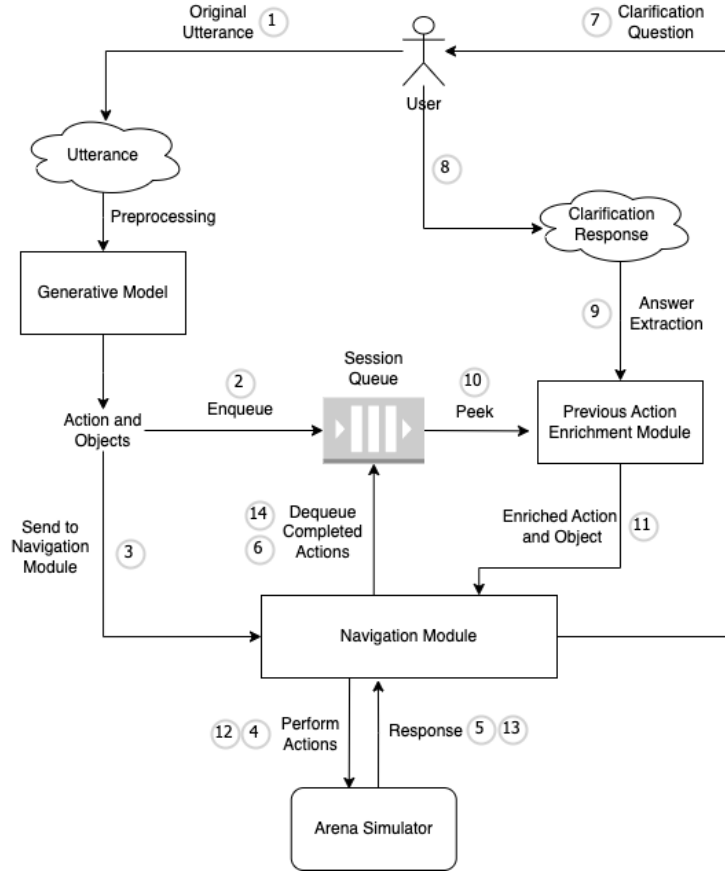 Original
Utterance
1
7
Clarification
Question
User
Utterance
8
Clarification
Response
Preprocessing
Generative Model
9
Answer
Extraction
Session
Queue
2
Enqueue
10
Peek
Action and
Objects
Previous Action
Enrichment Module
Send to
Navigation
Module
3
14
6
Dequeue
Completed
Actions
Enriched Action
and Object
11
Navigation Module
12
4
Perform
Actions
Response
5
13
Arena Simulator